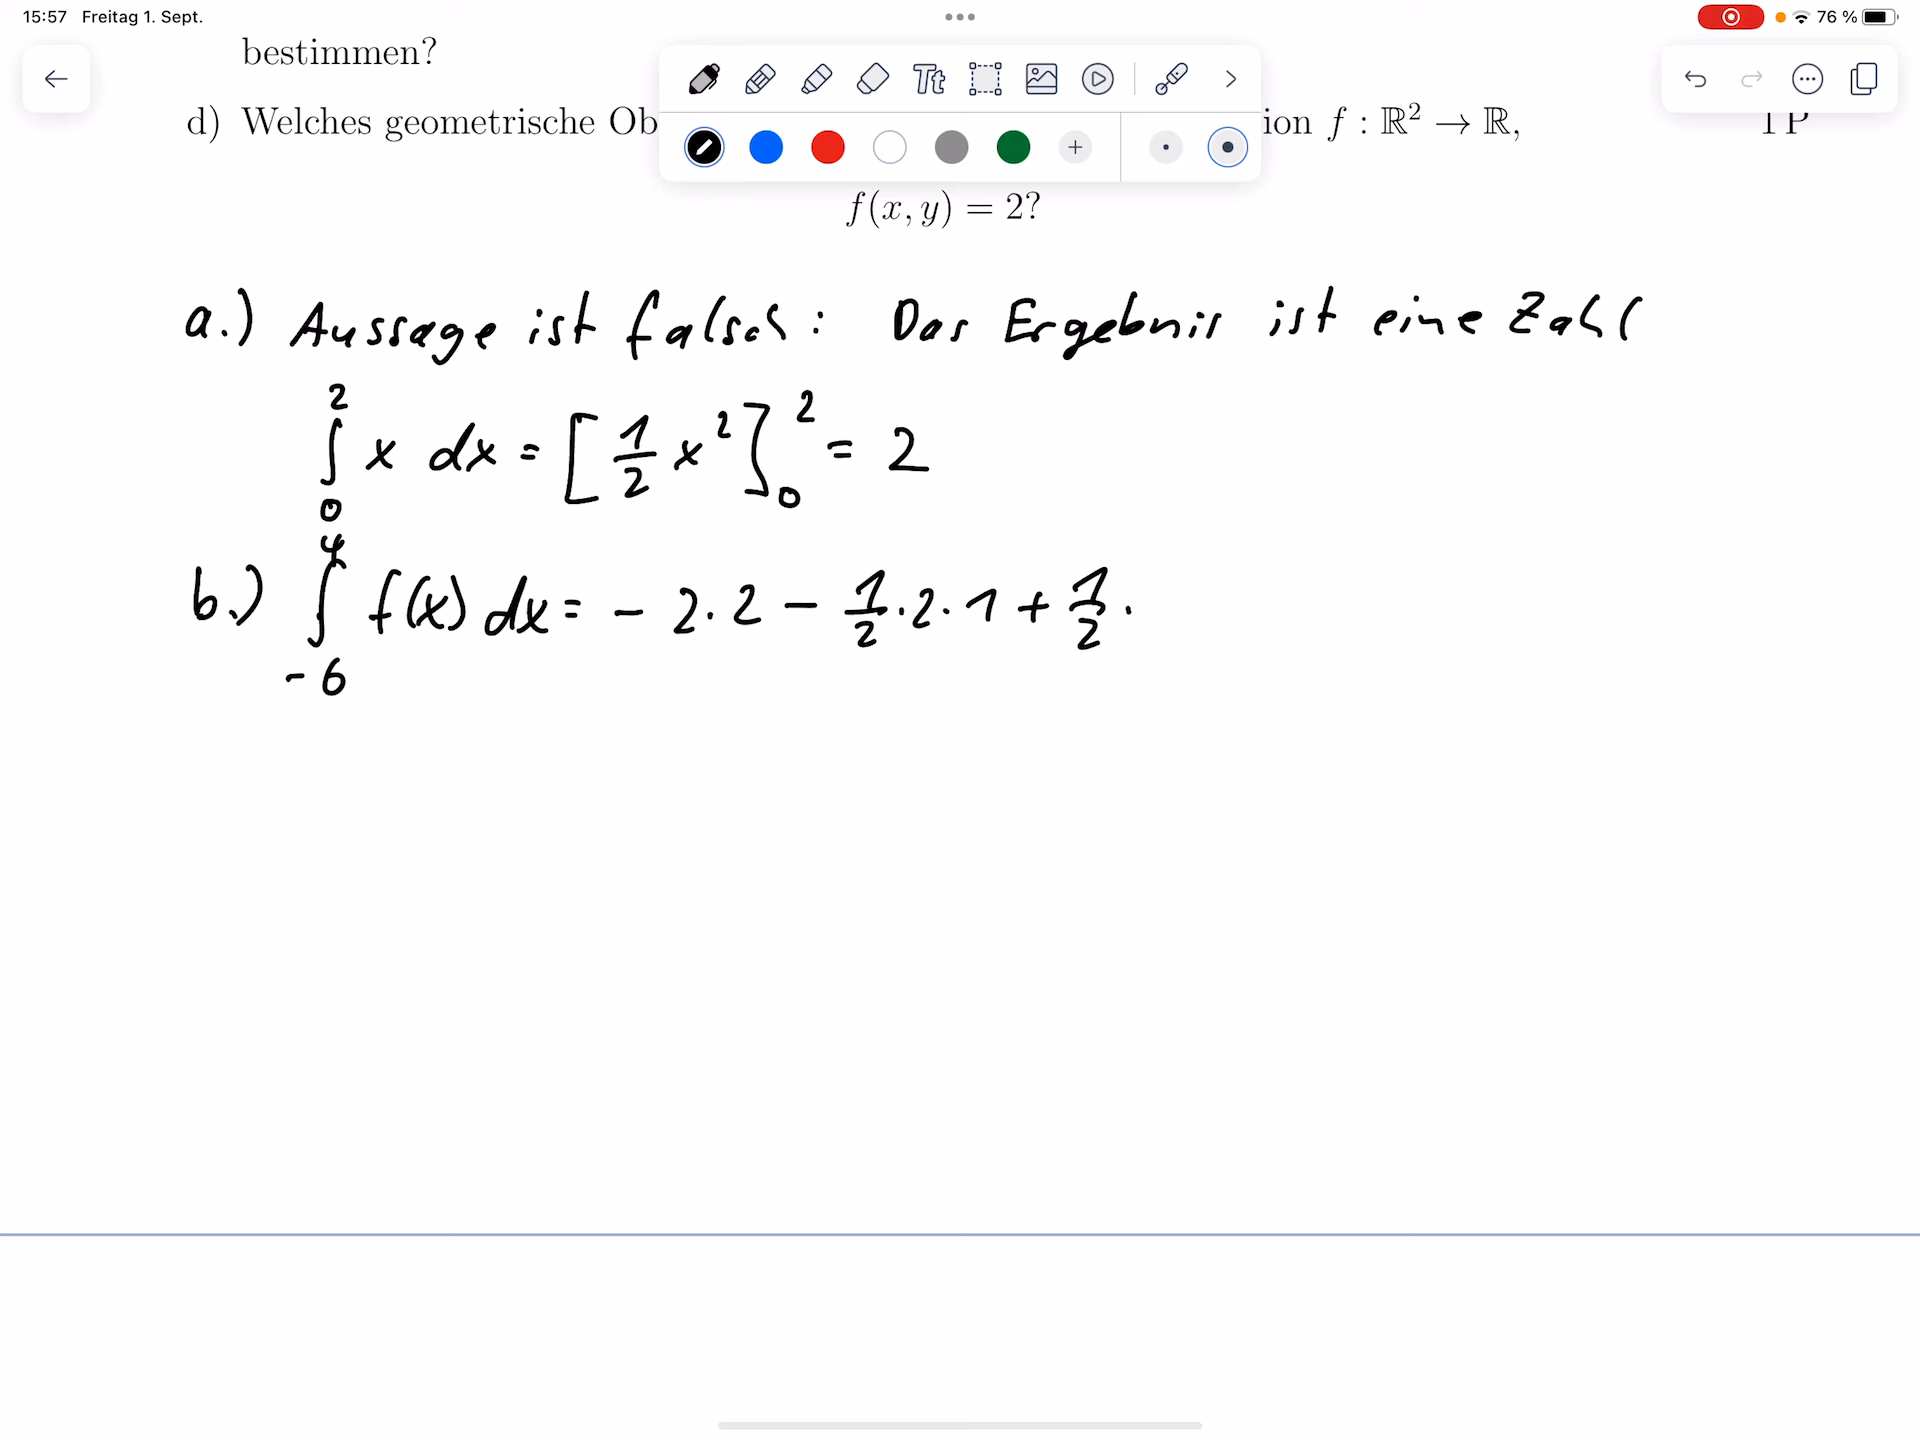 15:57 Freitag 1. Sept. 76 %
bestimmen?
Tt
d) Welches geometrische Ob ion f : ℝ² → ℝ, 1 P
f(x, y) = 2?
a.) Aussage ist falsch: Das Ergebnis ist eine Zahl
∫₀² x dx = [1/2 x²]₀² = 2
b.) ∫₋₆⁴ f(x) dx = - 2·2 - 1/2·2·1 + 1/2·